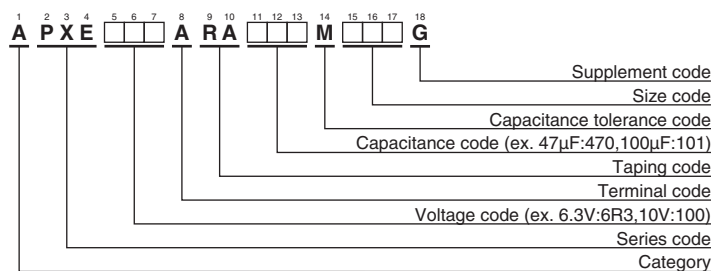 1 2 3 4 5 6 7 8 9 10 11 12 13 14 15 16 17 18
A P X E A R A M G
Supplement code
Size code
Capacitance tolerance code
Capacitance code (ex. 47μF:470,100μF:101)
Taping code
Terminal code
Voltage code (ex. 6.3V:6R3,10V:100)
Series code
Category